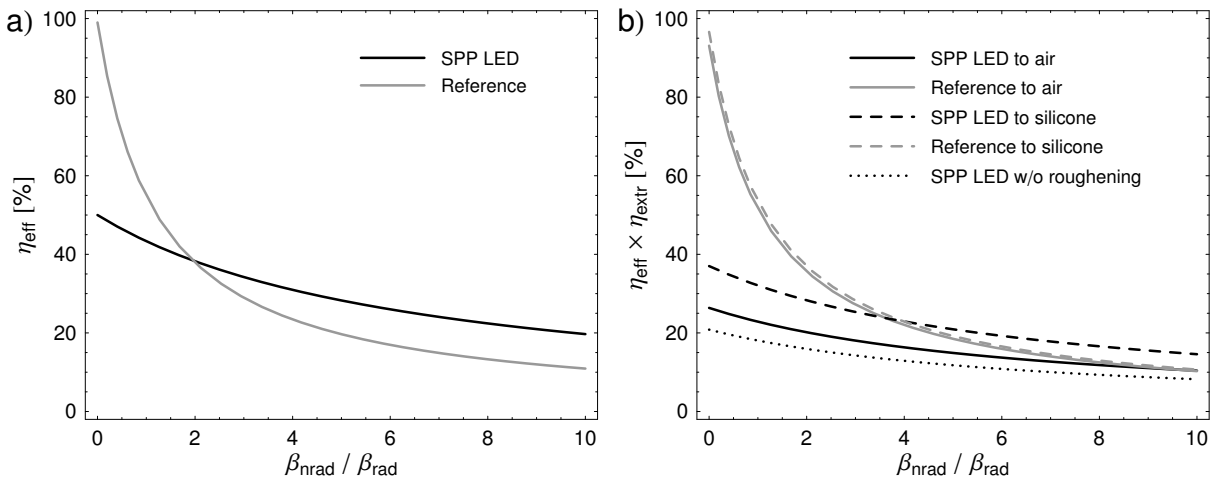 a)
SPP LED
Reference
100
80
60
40
20
0
η_eff [%]
0 2 4 6 8 10
β_nrad / β_rad
b)
SPP LED to air
Reference to air
SPP LED to silicone
Reference to silicone
SPP LED w/o roughening
100
80
60
40
20
0
η_eff × η_extr [%]
0 2 4 6 8 10
β_nrad / β_rad